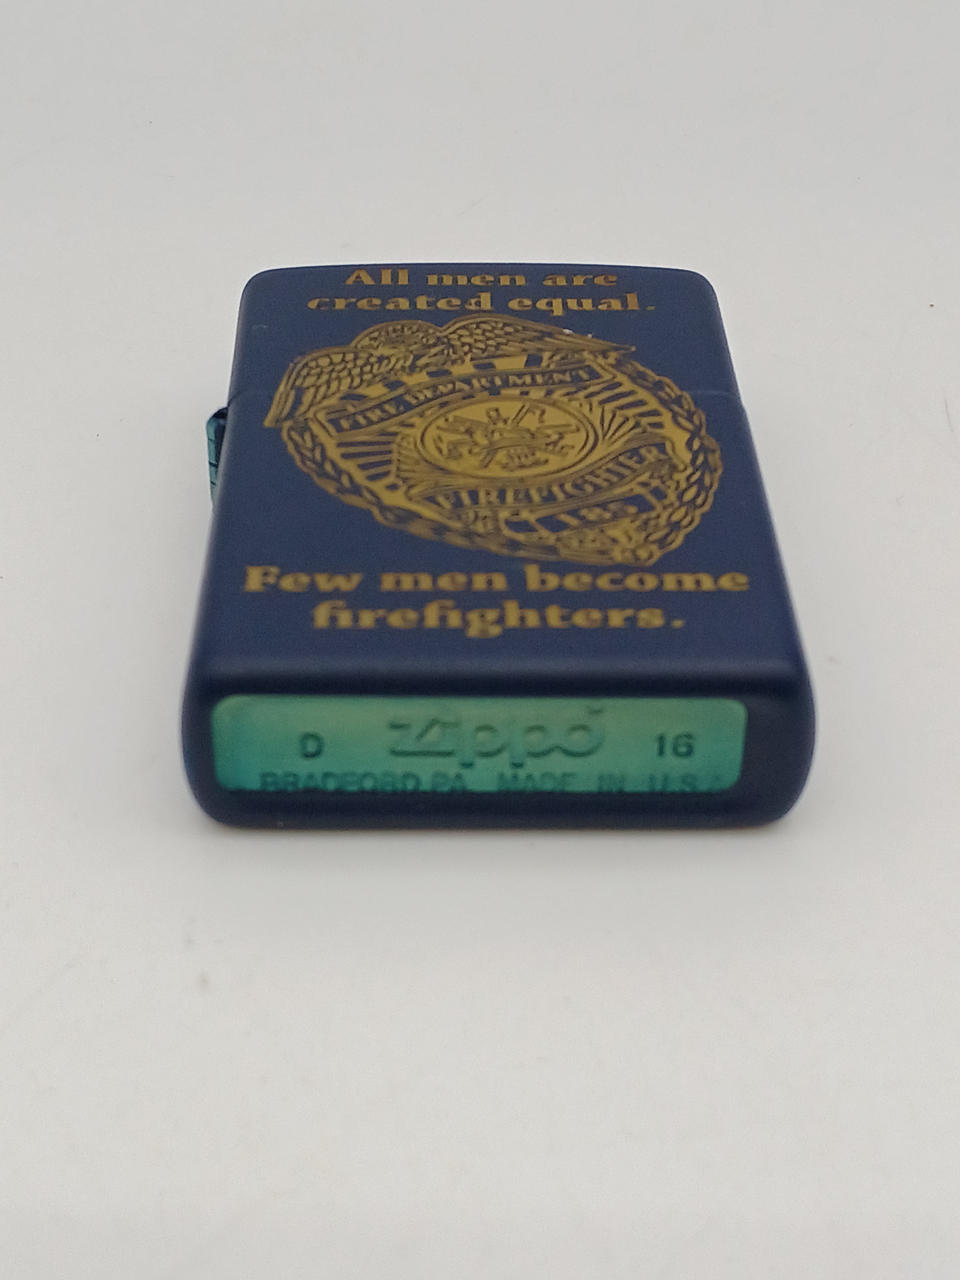 All men are
created equal.
FIRE DEPARTMENT
FIREFIGHTER
Few men become
firefighters.
D Zippo 16
BRADFORD, PA. MADE IN U.S.A